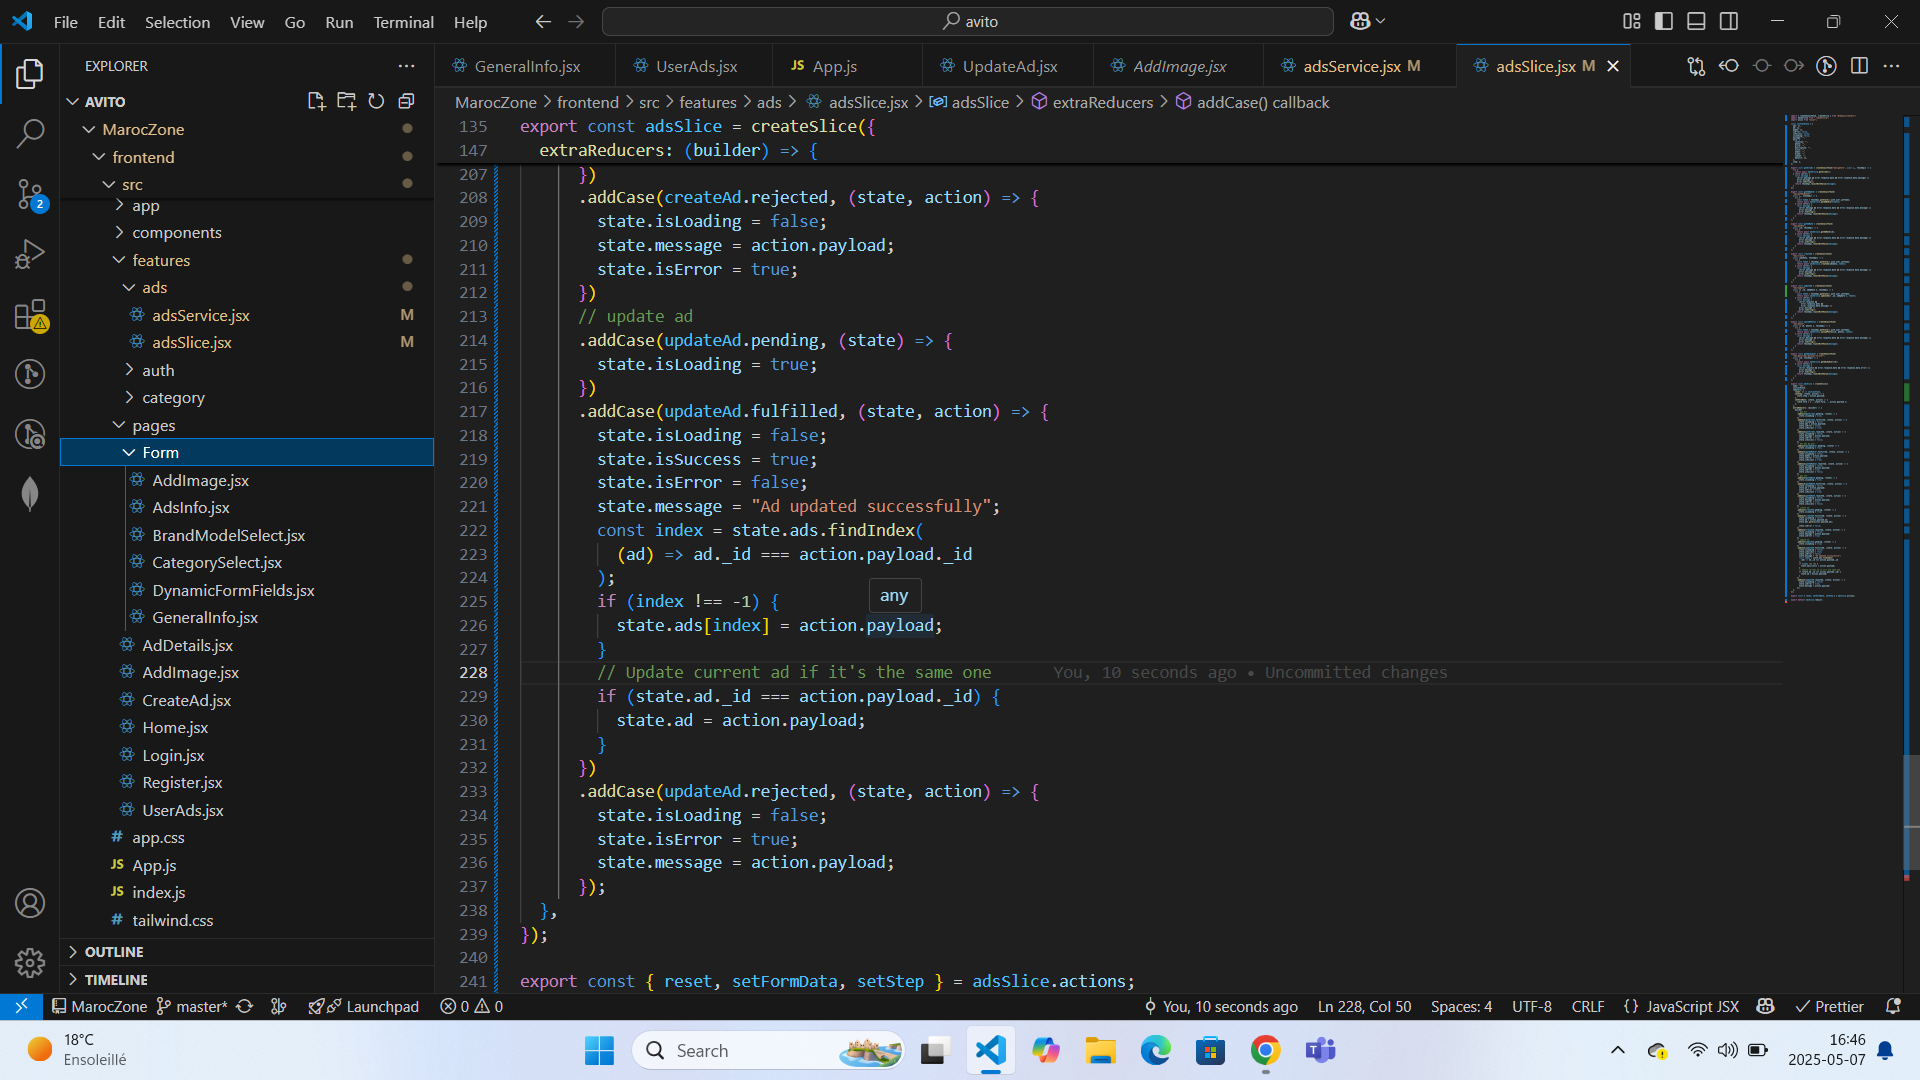 File Edit Selection View Go Run Terminal Help
avito
EXPLORER
AVITO
MarocZone
frontend
src
app
components
features
ads
adsService.jsx M
adsSlice.jsx M
auth
category
pages
Form
AddImage.jsx
AdsInfo.jsx
BrandModelSelect.jsx
CategorySelect.jsx
DynamicFormFields.jsx
GeneralInfo.jsx
AdDetails.jsx
AddImage.jsx
CreateAd.jsx
Home.jsx
Login.jsx
Register.jsx
UserAds.jsx
# app.css
JS App.js
JS index.js
# tailwind.css
OUTLINE
TIMELINE
2
GeneralInfo.jsx UserAds.jsx JS App.js UpdateAd.jsx AddImage.jsx adsService.jsx M adsSlice.jsx M
MarocZone > frontend > src > features > ads > adsSlice.jsx > adsSlice > extraReducers > addCase() callback
135 export const adsSlice = createSlice({
147 extraReducers: (builder) => {
207 })
208 .addCase(createAd.rejected, (state, action) => {
209 state.isLoading = false;
210 state.message = action.payload;
211 state.isError = true;
212 })
213 // update ad
214 .addCase(updateAd.pending, (state) => {
215 state.isLoading = true;
216 })
217 .addCase(updateAd.fulfilled, (state, action) => {
218 state.isLoading = false;
219 state.isSuccess = true;
220 state.isError = false;
221 state.message = "Ad updated successfully";
222 const index = state.ads.findIndex(
223 (ad) => ad._id === action.payload._id
224 );
any
225 if (index !== -1) {
226 state.ads[index] = action.payload;
227 }
228 // Update current ad if it's the same one You, 10 seconds ago • Uncommitted changes
229 if (state.ad._id === action.payload._id) {
230 state.ad = action.payload;
231 }
232 })
233 .addCase(updateAd.rejected, (state, action) => {
234 state.isLoading = false;
235 state.isError = true;
236 state.message = action.payload;
237 });
238 },
239 });
240
241 export const { reset, setFormData, setStep } = adsSlice.actions;
MarocZone master* Launchpad 0 0 You, 10 seconds ago Ln 228, Col 50 Spaces: 4 UTF-8 CRLF {} JavaScript JSX Prettier
18°C
Ensoleillé
Search
16:46
2025-05-07